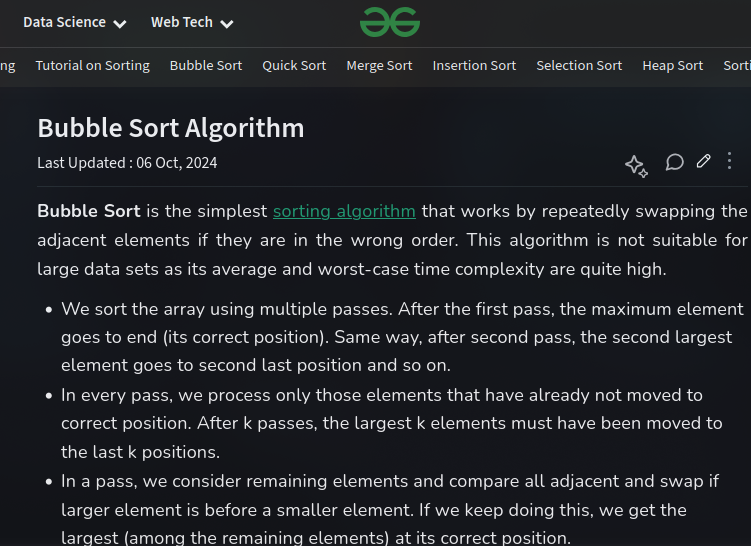 Data Science Web Tech
ng Tutorial on Sorting Bubble Sort Quick Sort Merge Sort Insertion Sort Selection Sort Heap Sort Sorti
Bubble Sort Algorithm
Last Updated : 06 Oct, 2024
Bubble Sort is the simplest sorting algorithm that works by repeatedly swapping the
adjacent elements if they are in the wrong order. This algorithm is not suitable for
large data sets as its average and worst-case time complexity are quite high.
• We sort the array using multiple passes. After the first pass, the maximum element
goes to end (its correct position). Same way, after second pass, the second largest
element goes to second last position and so on.
• In every pass, we process only those elements that have already not moved to
correct position. After k passes, the largest k elements must have been moved to
the last k positions.
• In a pass, we consider remaining elements and compare all adjacent and swap if
larger element is before a smaller element. If we keep doing this, we get the
largest (among the remaining elements) at its correct position.